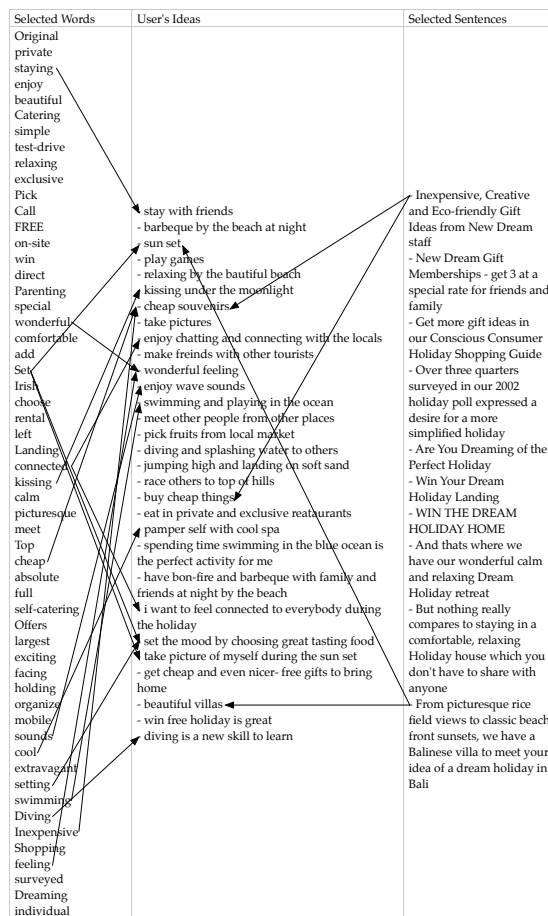 Selected Words
Original
private
staying
enjoy
beautiful
Catering
simple
test-drive
relaxing
exclusive
Pick
Call
FREE
on-site
win
direct
Parenting
special
wonderful
comfortable
add
Set
Irish
choose
rental
left
Landing
connected
kissing
calm
picturesque
meet
Top
cheap
absolute
full
self-catering
Offers
largest
exciting
facing
holding
organize
mobile
sounds
cool
extravagant
setting
swimming
Diving
Inexpensive
Shopping
feeling
surveyed
Dreaming
individual
User's Ideas
- stay with friends
- barbeque by the beach at night
- sun set
- play games
- relaxing by the bautiful beach
- kissing under the moonlight
- cheap souvenirs
- take pictures
- enjoy chatting and connecting with the locals
- make freinds with other tourists
- wonderful feeling
- enjoy wave sounds
- swimming and playing in the ocean
- meet other people from other places
- pick fruits from local market
- diving and splashing water to others
- jumping high and landing on soft sand
- race others to top of hills
- buy cheap things
- eat in private and exclusive reataurants
- pamper self with cool spa
- spending time swimming in the blue ocean is
the perfect activity for me
- have bon-fire and barbeque with family and
friends at night by the beach
- i want to feel connected to everybody during
the holiday
- set the mood by choosing great tasting food
- take picture of myself during the sun set
- get cheap and even nicer- free gifts to bring
home
- beautiful villas
- win free holiday is great
- diving is a new skill to learn
Selected Sentences
- Inexpensive, Creative
and Eco-friendly Gift
Ideas from New Dream
staff
- New Dream Gift
Memberships - get 3 at a
special rate for friends and
family
- Get more gift ideas in
our Conscious Consumer
Holiday Shopping Guide
- Over three quarters
surveyed in our 2002
holiday poll expressed a
desire for a more
simplified holiday
- Are You Dreaming of the
Perfect Holiday
- Win Your Dream
Holiday Landing
- WIN THE DREAM
HOLIDAY HOME
- And thats where we
have our wonderful calm
and relaxing Dream
Holiday retreat
- But nothing really
compares to staying in a
comfortable, relaxing
Holiday house which you
don't have to share with
anyone
- From picturesque rice
field views to classic beach
front sunsets, we have a
Balinese villa to meet your
idea of a dream holiday in
Bali